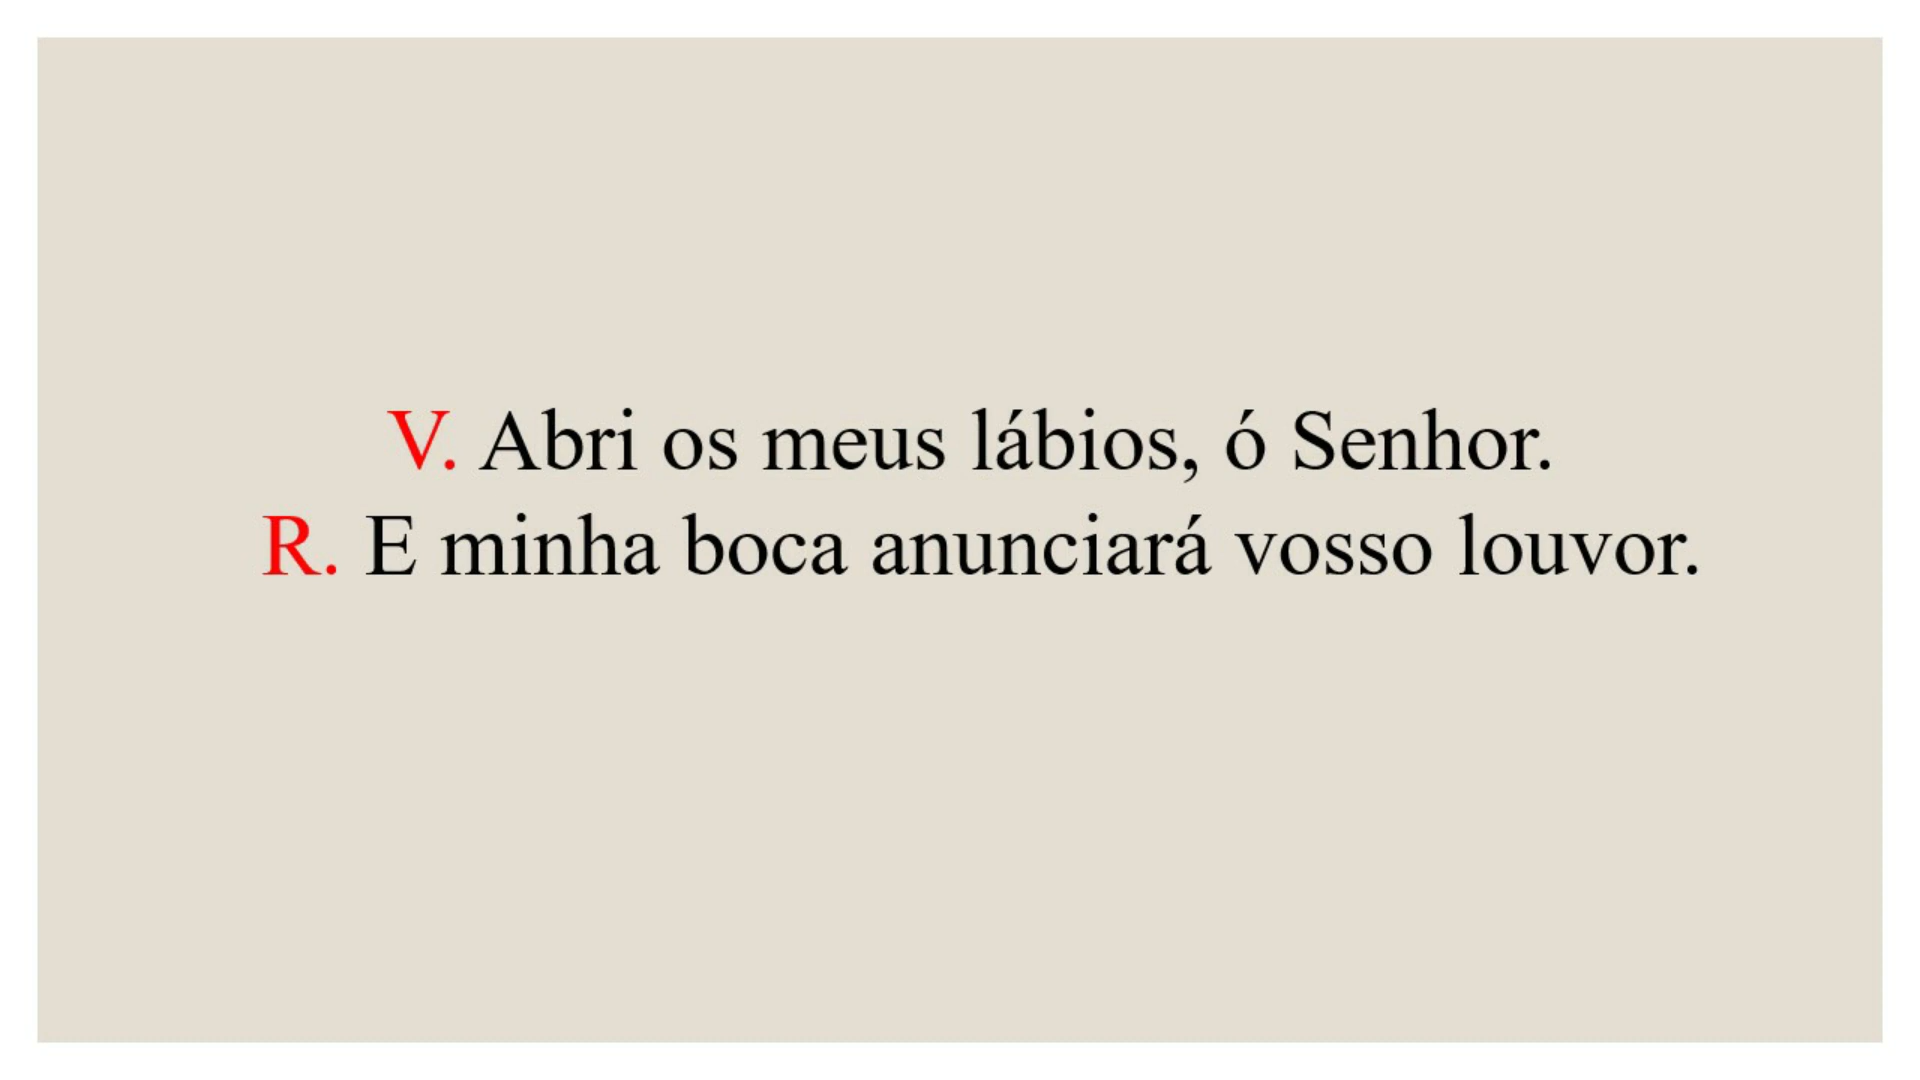 V. Abri os meus lábios, ó Senhor.
R. E minha boca anunciará vosso louvor.